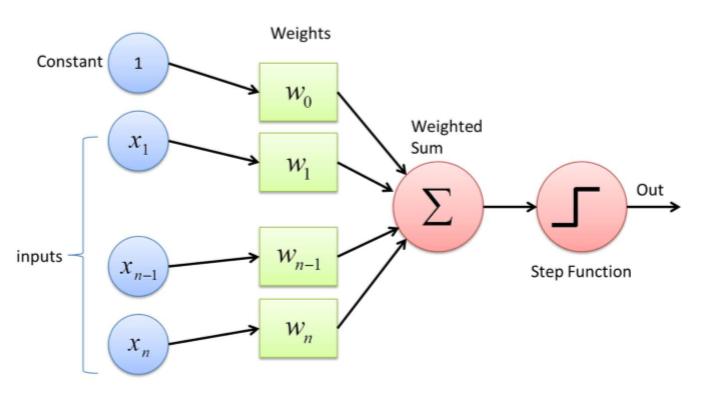 Weights
Constant
1
w₀
x₁
w₁
Weighted
Sum
Σ
Out
inputs
xₙ₋₁
wₙ₋₁
Step Function
xₙ
wₙ